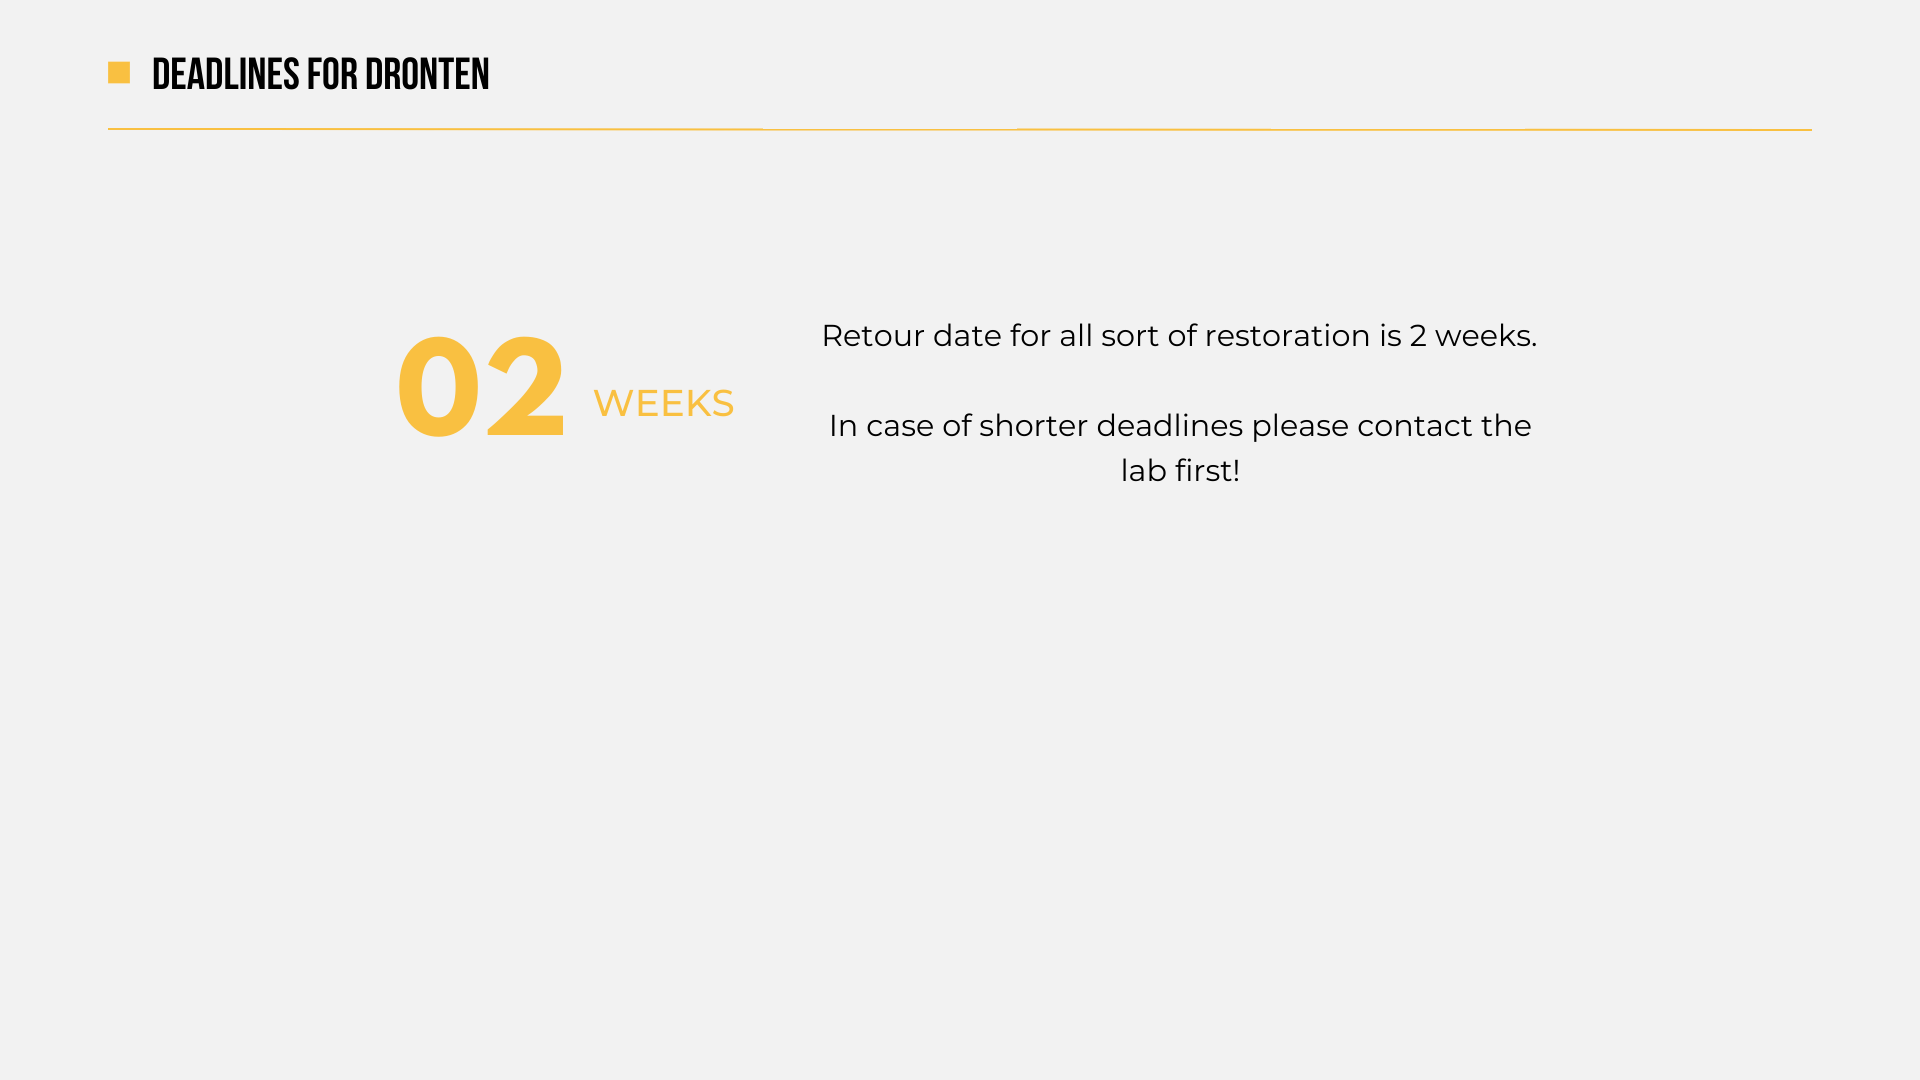 DEADLINES FOR DRONTEN
02 WEEKS
Retour date for all sort of restoration is 2 weeks.
In case of shorter deadlines please contact the
lab first!